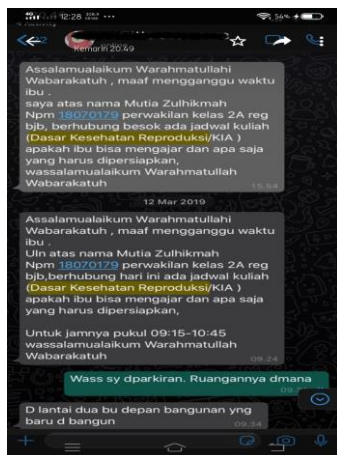 12:28
54%
Kemarin 20.49
Assalamualaikum Warahmatullahi
Wabarakatuh , maaf mengganggu waktu
ibu .
saya atas nama Mutia Zulhikmah
Npm 18070179 perwakilan kelas 2A reg
bjb, berhubung besok ada jadwal kuliah
(Dasar Kesehatan Reproduksi/KIA )
apakah ibu bisa mengajar dan apa saja
yang harus dipersiapkan,
wassalamualaikum Warahmatullah
Wabarakatuh
15.54
12 Mar 2019
Assalamualaikum Warahmatullahi
Wabarakatuh , maaf mengganggu waktu
ibu.
Uln atas nama Mutia Zulhikmah
Npm 18070179 perwakilan kelas 2A reg
bjb,berhubung hari ini ada jadwal kuliah
(Dasar Kesehatan Reproduksi/KIA )
apakah ibu bisa mengajar dan apa saja
yang harus dipersiapkan,
Untuk jamnya pukul 09:15-10:45
wassalamualaikum Warahmatullah
Wabarakatuh
09.24
Wass sy dparkiran. Ruangannya dmana
D lantai dua bu depan bangunan yng
baru d bangun
09.34